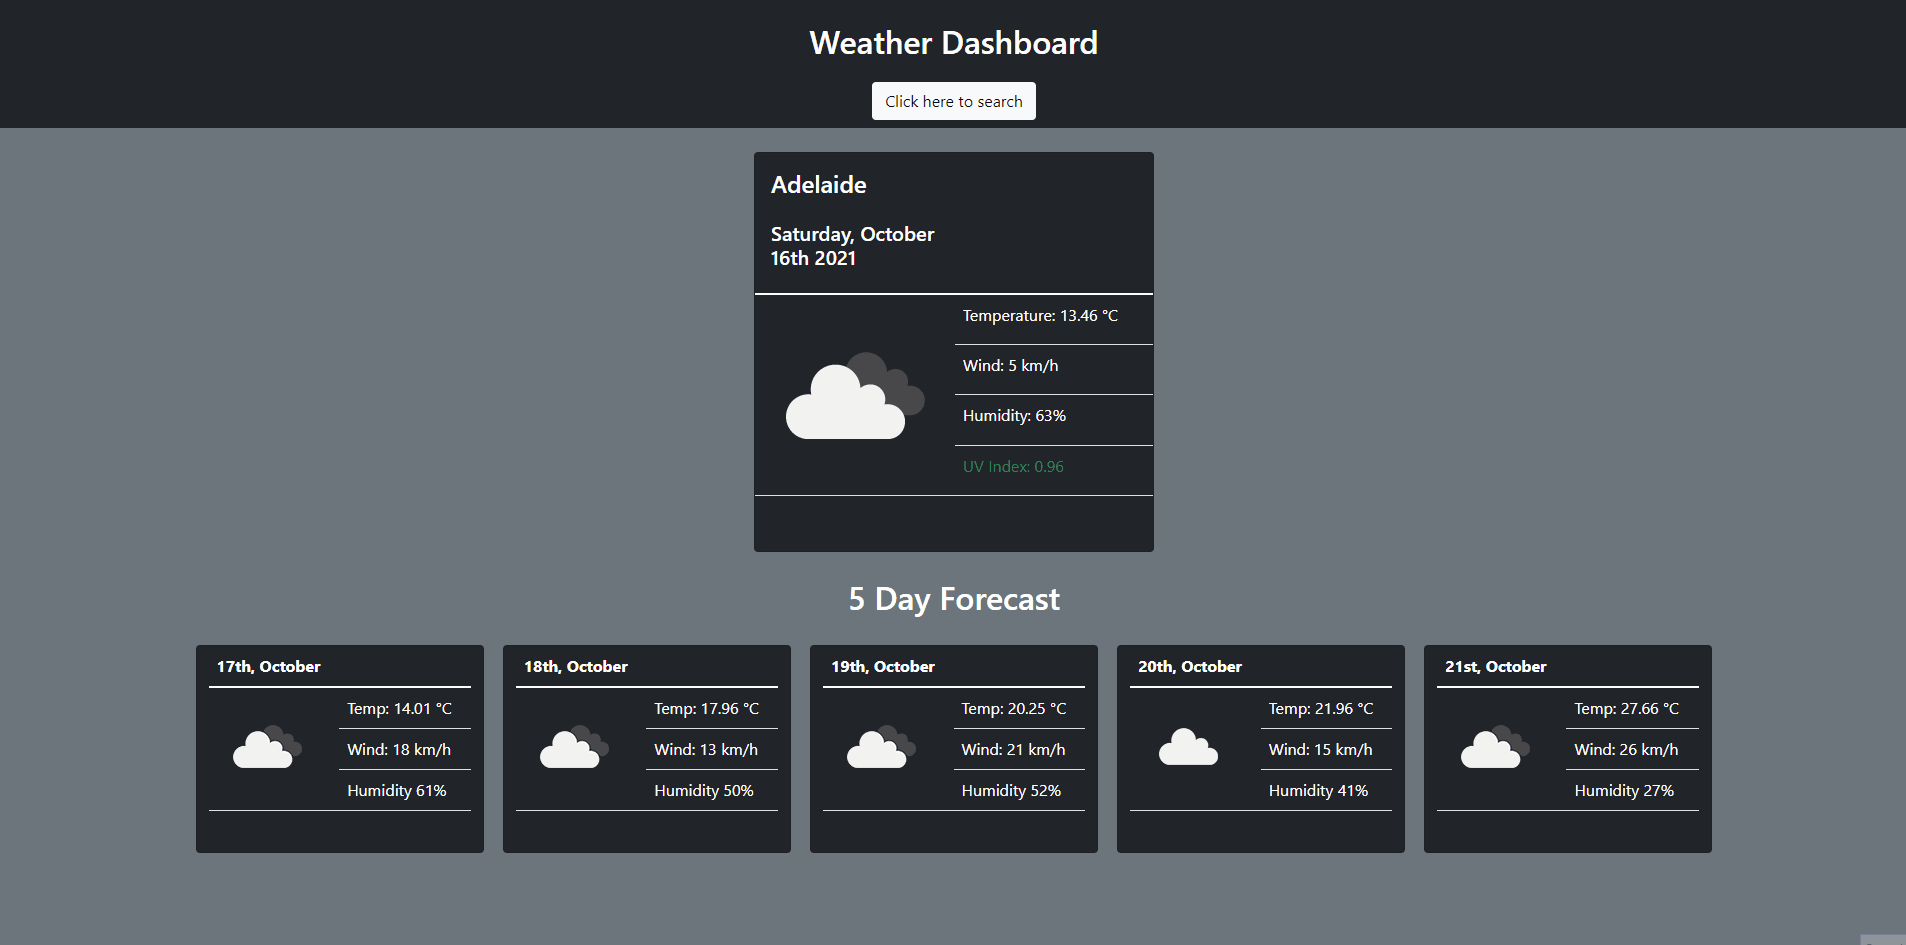 Weather Dashboard
Click here to search
Adelaide
Saturday, October
16th 2021
Temperature: 13.46 °C
Wind: 5 km/h
Humidity: 63%
UV Index: 0.96
5 Day Forecast
17th, October
Temp: 14.01 °C
Wind: 18 km/h
Humidity 61%
18th, October
Temp: 17.96 °C
Wind: 13 km/h
Humidity 50%
19th, October
Temp: 20.25 °C
Wind: 21 km/h
Humidity 52%
20th, October
Temp: 21.96 °C
Wind: 15 km/h
Humidity 41%
21st, October
Temp: 27.66 °C
Wind: 26 km/h
Humidity 27%